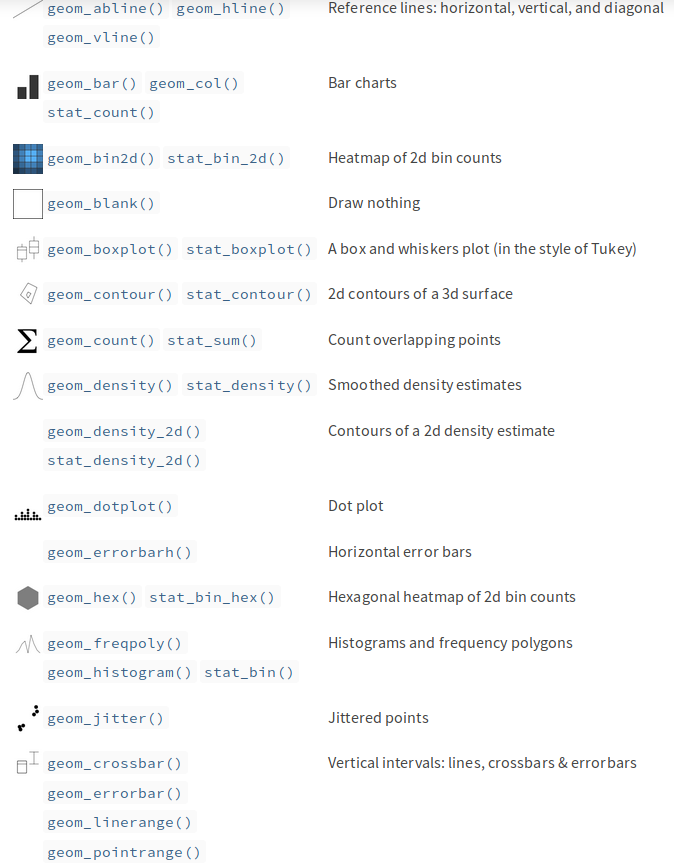 geom_abline() geom_hline() Reference lines: horizontal, vertical, and diagonal
geom_vline()
geom_bar() geom_col() Bar charts
stat_count()
geom_bin2d() stat_bin_2d() Heatmap of 2d bin counts
geom_blank() Draw nothing
geom_boxplot() stat_boxplot() A box and whiskers plot (in the style of Tukey)
geom_contour() stat_contour() 2d contours of a 3d surface
Σ geom_count() stat_sum() Count overlapping points
geom_density() stat_density() Smoothed density estimates
geom_density_2d() Contours of a 2d density estimate
stat_density_2d()
geom_dotplot() Dot plot
geom_errorbarh() Horizontal error bars
geom_hex() stat_bin_hex() Hexagonal heatmap of 2d bin counts
geom_freqpoly() Histograms and frequency polygons
geom_histogram() stat_bin()
geom_jitter() Jittered points
geom_crossbar() Vertical intervals: lines, crossbars & errorbars
geom_errorbar()
geom_linerange()
geom_pointrange()